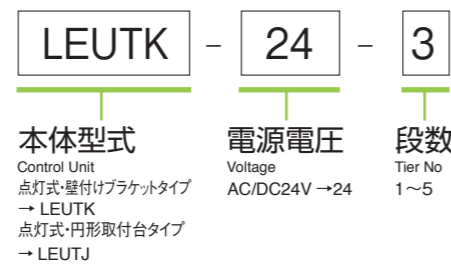 LEUTK - 24 - 3
本体型式
Control Unit
点灯式・壁付けブラケットタイプ
→ LEUTK
点灯式・円形取付台タイプ
→ LEUTJ
電源電圧
Voltage
AC/DC24V →24
段数
Tier No
1～5